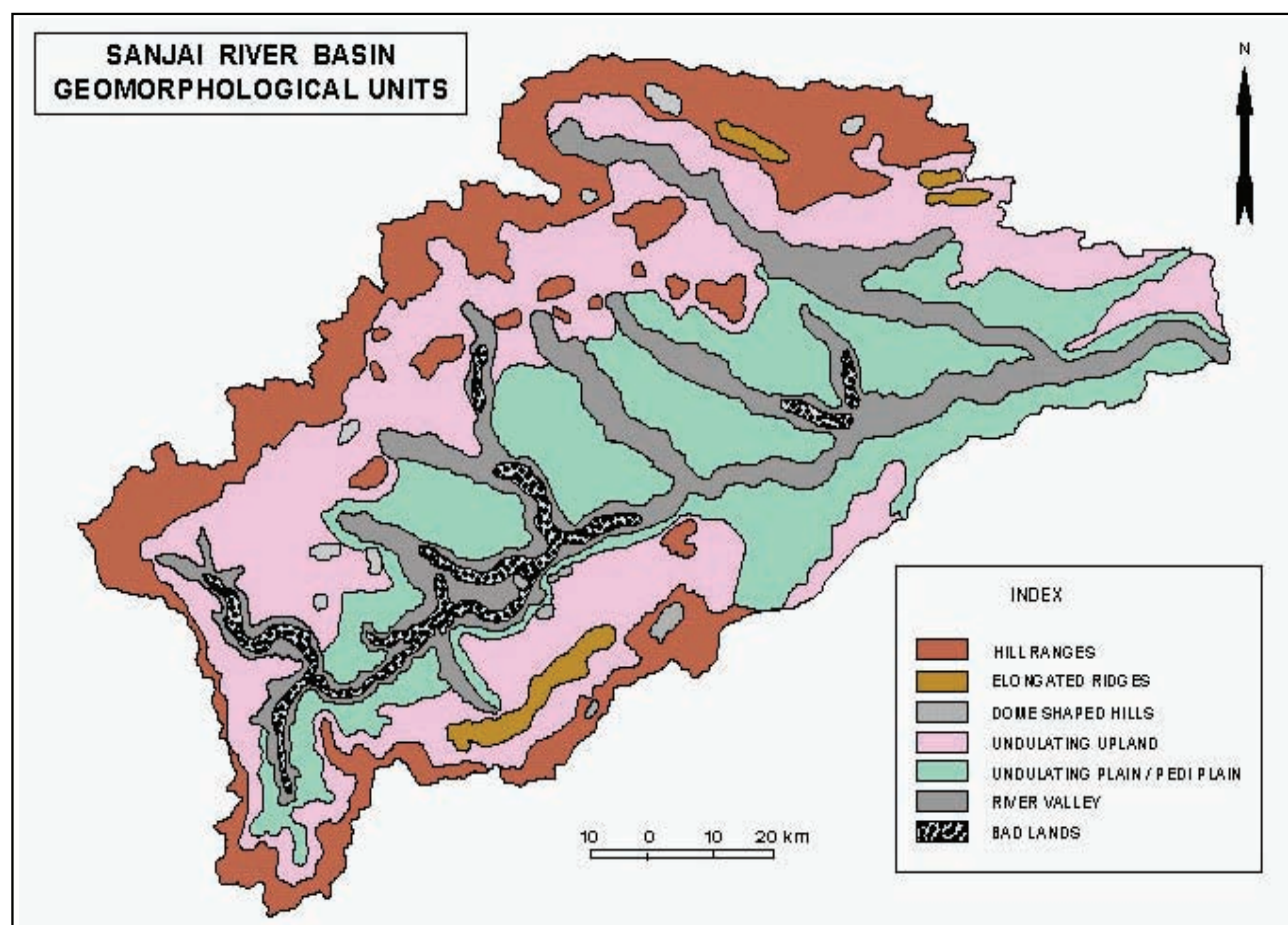 SANJAI RIVER BASIN
GEOMORPHOLOGICAL UNITS
N
INDEX
HILL RANGES
ELONGATED RIDGES
DOME SHAPED HILLS
UNDULATING UPLAND
UNDULATING PLAIN / PEDI PLAIN
RIVER VALLEY
BAD LANDS
10 0 10 20 km